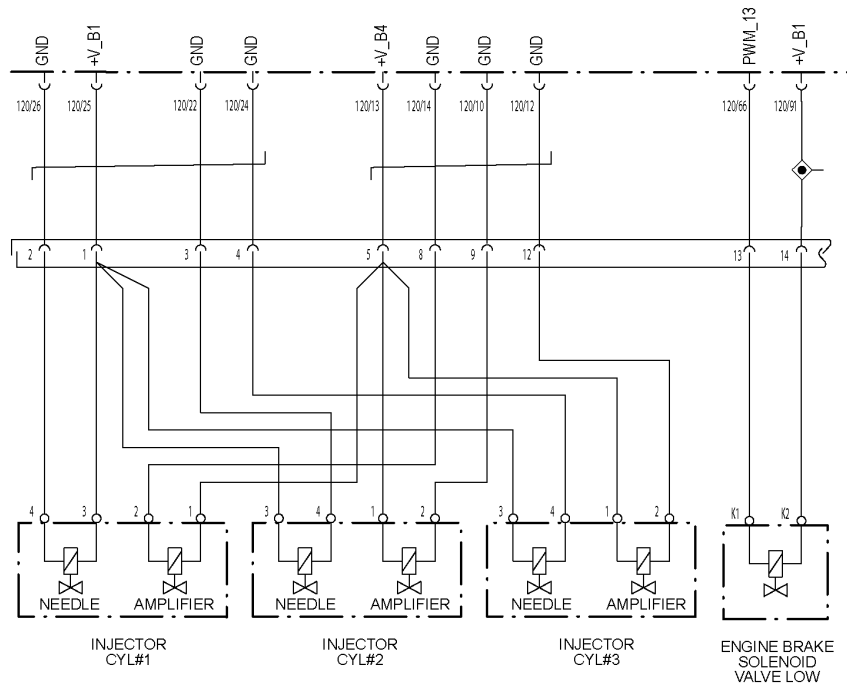 GND +V_B1 GND GND +V_B4 GND GND GND PWM_13 +V_B1
120/26 120/25 120/22 120/24 120/13 120/14 120/10 120/12 120/66 120/91
2 1 3 4 5 8 9 12 13 14
4 3 2 1 3 4 1 2 3 4 1 2 K1 K2
NEEDLE AMPLIFIER NEEDLE AMPLIFIER NEEDLE AMPLIFIER
INJECTOR
CYL#1
INJECTOR
CYL#2
INJECTOR
CYL#3
ENGINE BRAKE
SOLENOID
VALVE LOW